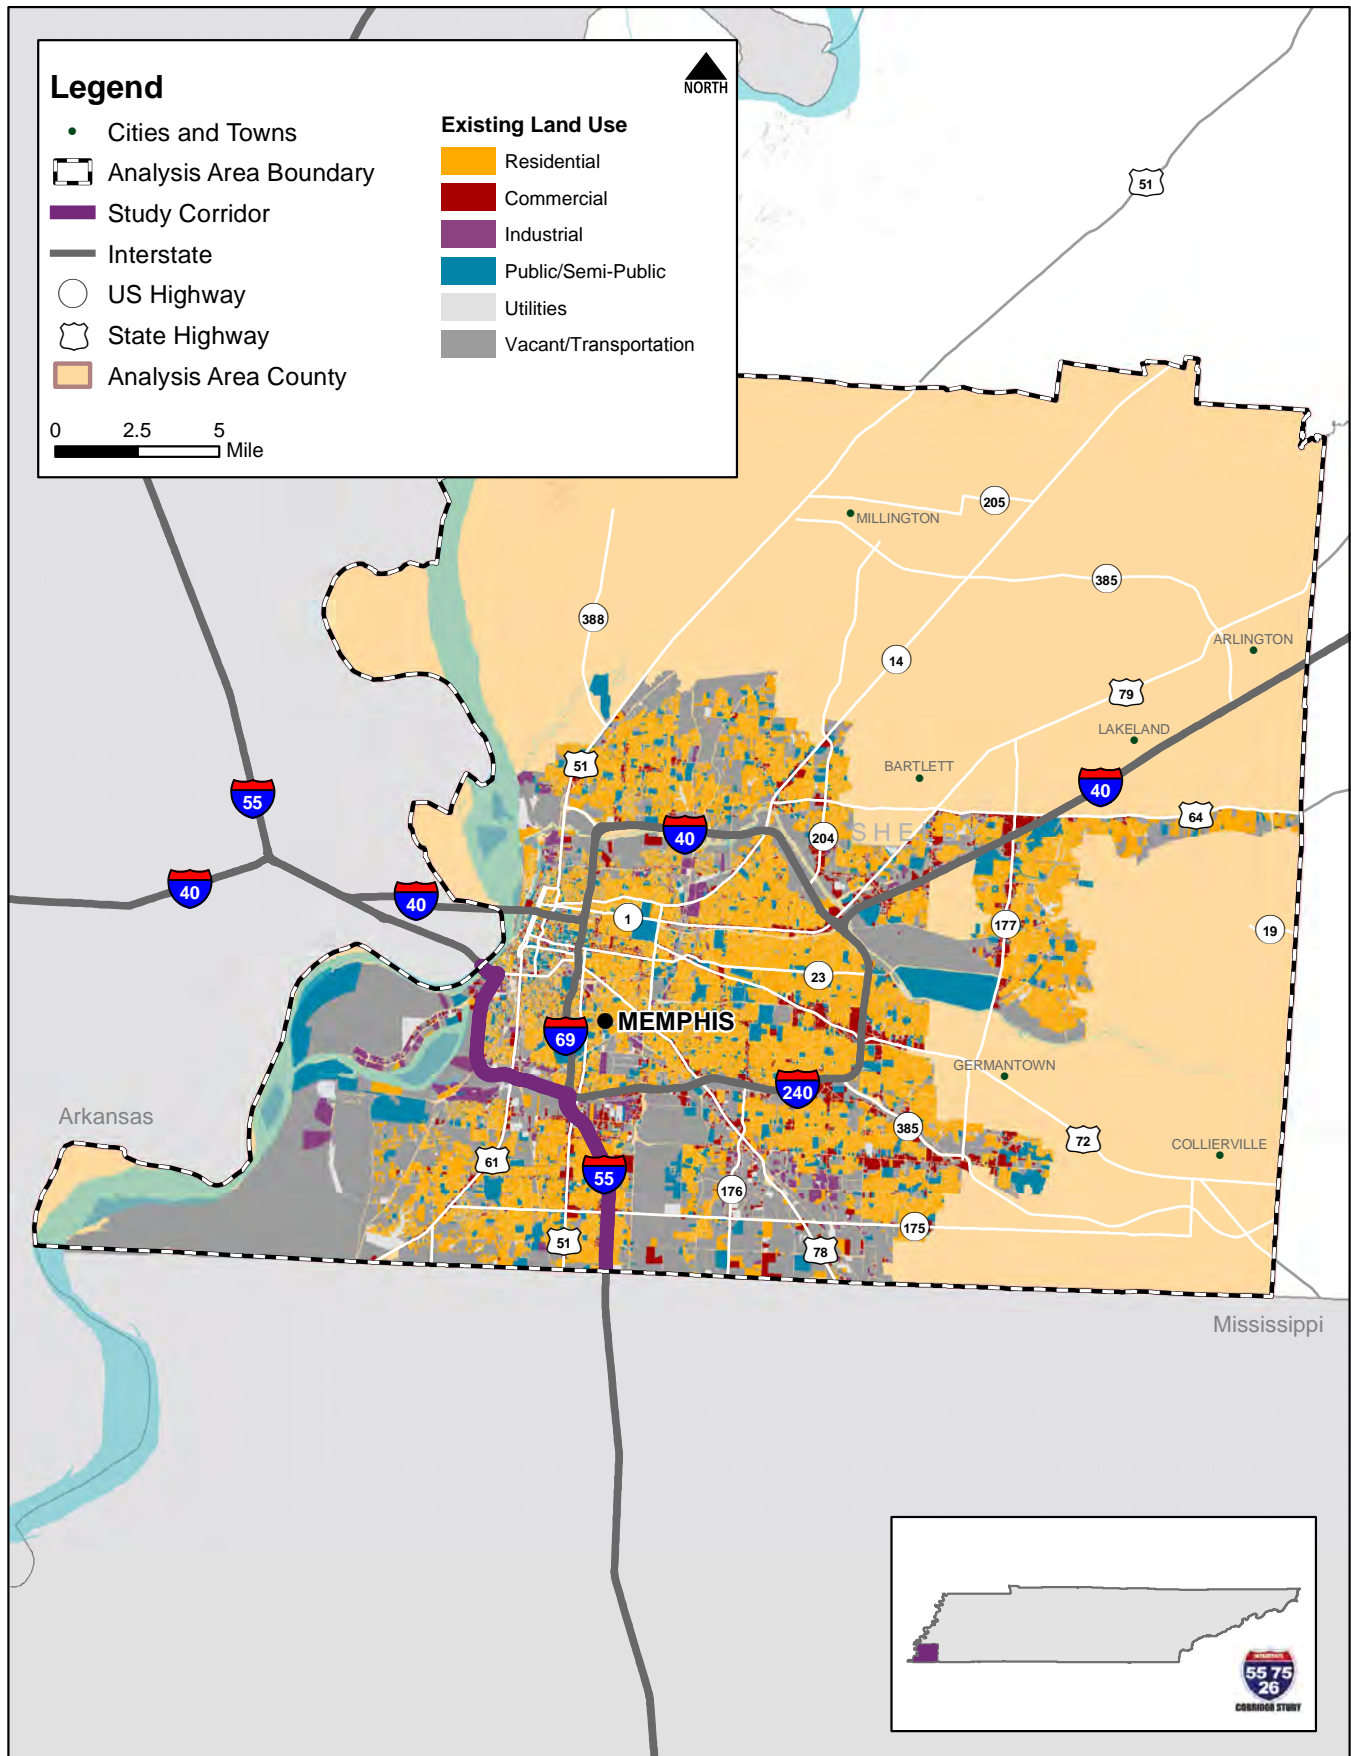 Legend
NORTH
Cities and Towns
Analysis Area Boundary
Study Corridor
Interstate
US Highway
State Highway
Analysis Area County
0 2.5 5
Mile
Existing Land Use
Residential
Commercial
Industrial
Public/Semi-Public
Utilities
Vacant/Transportation
51
205
MILLINGTON
385
388
ARLINGTON
14
79
LAKELAND
51
BARTLETT
55
40
64
40
204
SHELBY
40
40
1
177
19
23
MEMPHIS
69
GERMANTOWN
240
Arkansas
385
72
COLLIERVILLE
61
55
176
175
51
78
Mississippi
INTERSTATE
55 75
26
CORRIDOR STUDY